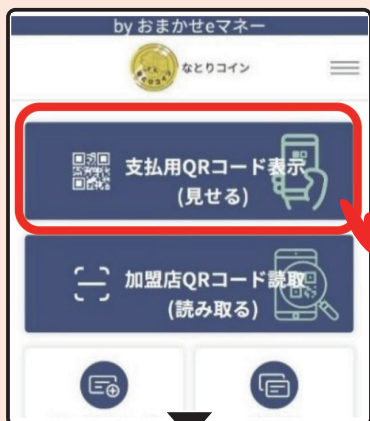 by おまかせeマネー
なとりコイン
支払用QRコード表示
(見せる)
加盟店QRコード読取
(読み取る)